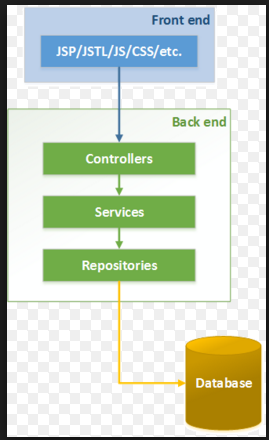 Front end
JSP/JSTL/JS/CSS/etc.
Back end
Controllers
Services
Repositories
Database